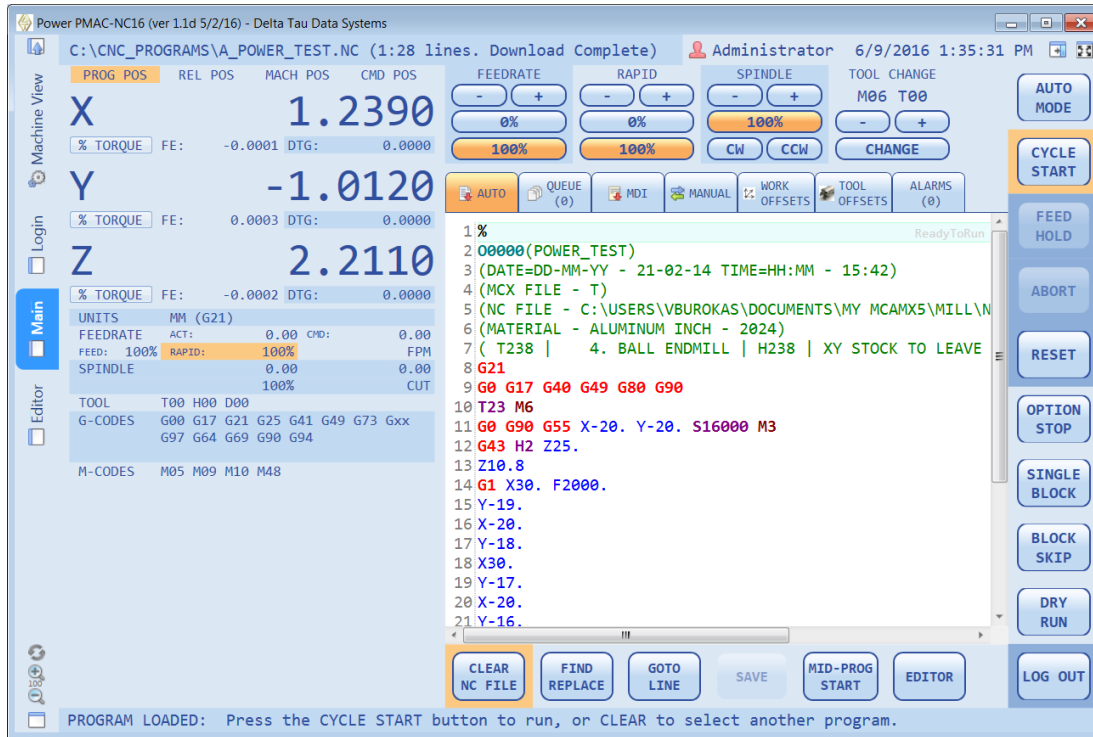 Power PMAC-NC16 (ver 1.1d 5/2/16) - Delta Tau Data Systems
C:\CNC_PROGRAMS\A_POWER_TEST.NC (1:28 lines. Download Complete) Administrator 6/9/2016 1:35:31 PM
Machine View
Login
Main
Editor
100
PROG POS REL POS MACH POS CMD POS
X 1.2390
% TORQUE FE: -0.0001 DTG: 0.0000
Y -1.0120
% TORQUE FE: 0.0003 DTG: 0.0000
Z 2.2110
% TORQUE FE: -0.0002 DTG: 0.0000
UNITS MM (G21)
FEEDRATE ACT: 0.00 CMD: 0.00
FEED: 100% RAPID: 100% FPM
SPINDLE 0.00 0.00
100% CUT
TOOL T00 H00 D00
G-CODES G00 G17 G21 G25 G41 G49 G73 Gxx
G97 G64 G69 G90 G94
M-CODES M05 M09 M10 M48
FEEDRATE RAPID SPINDLE TOOL CHANGE
- + - + - + M06 T00
0% 0% 100% - +
100% 100% CW CCW CHANGE
AUTO QUEUE (0) MDI MANUAL WORK OFFSETS TOOL OFFSETS ALARMS (0)
1 % ReadyToRun
2 O0000(POWER_TEST)
3 (DATE=DD-MM-YY - 21-02-14 TIME=HH:MM - 15:42)
4 (MCX FILE - T)
5 (NC FILE - C:\USERS\VBUROKAS\DOCUMENTS\MY MCAMX5\MILL\N
6 (MATERIAL - ALUMINUM INCH - 2024)
7 ( T238 | 4. BALL ENDMILL | H238 | XY STOCK TO LEAVE
8 G21
9 G0 G17 G40 G49 G80 G90
10 T23 M6
11 G0 G90 G55 X-20. Y-20. S16000 M3
12 G43 H2 Z25.
13 Z10.8
14 G1 X30. F2000.
15 Y-19.
16 X-20.
17 Y-18.
18 X30.
19 Y-17.
20 X-20.
21 Y-16.
CLEAR NC FILE
FIND REPLACE
GOTO LINE
SAVE
MID-PROG START
EDITOR
AUTO MODE
CYCLE START
FEED HOLD
ABORT
RESET
OPTION STOP
SINGLE BLOCK
BLOCK SKIP
DRY RUN
LOG OUT
PROGRAM LOADED: Press the CYCLE START button to run, or CLEAR to select another program.